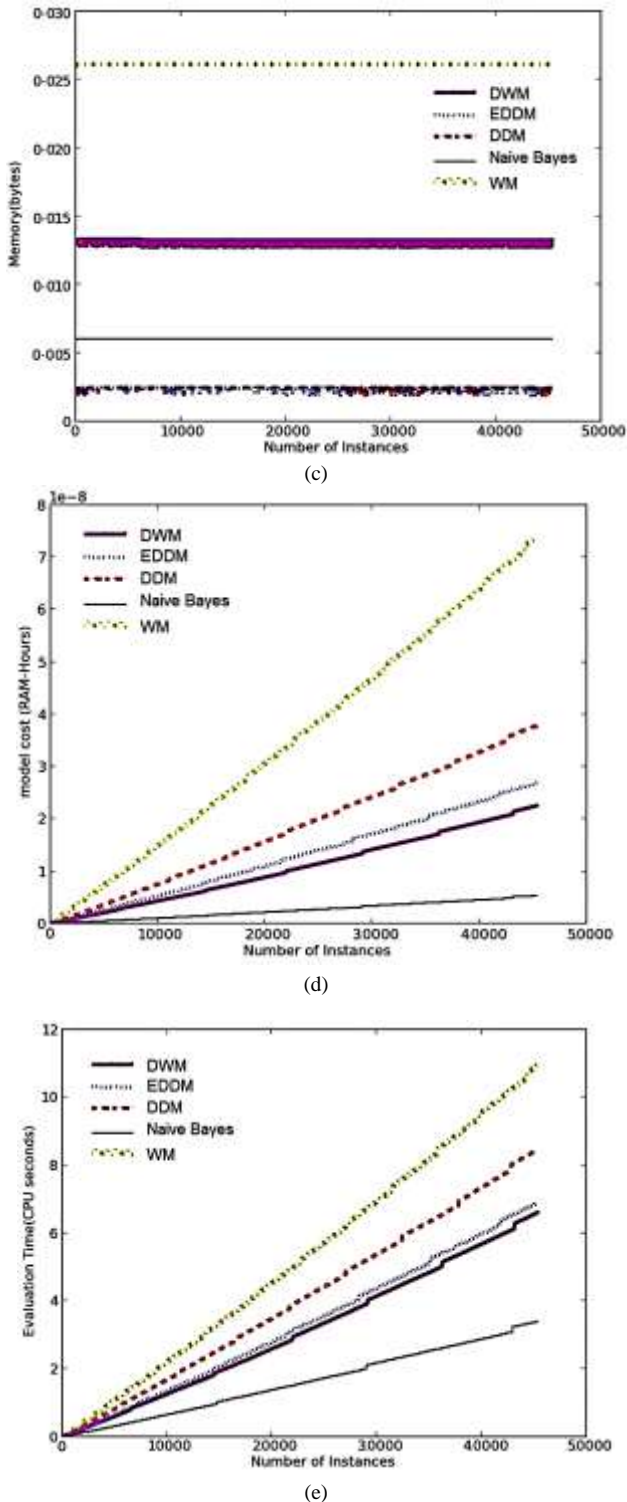 0-030
0-025
0-020
0-015
0-010
0-005
0
Memory(bytes)
DWM
EDDM
DDM
Naive Bayes
WM
0 10000 20000 30000 40000 50000
Number of Instances
(c)
1e−8
8
7
6
5
4
3
2
1
0
model cost (RAM-Hours)
DWM
EDDM
DDM
Naive Bayes
WM
0 10000 20000 30000 40000 50000
Number of Instances
(d)
12
10
8
6
4
2
0
Evaluation Time(CPU seconds)
DWM
EDDM
DDM
Naive Bayes
WM
0 10000 20000 30000 40000 50000
Number of Instances
(e)